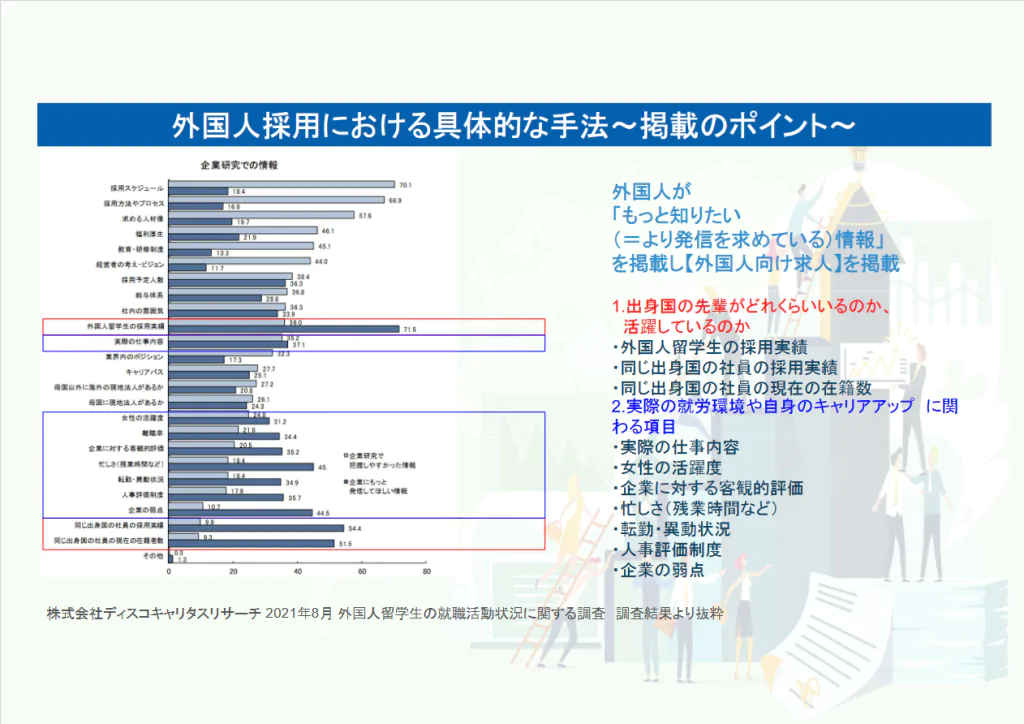 外国人採用における具体的な手法～掲載のポイント～
企業研究での情報
採用スケジュール 70.1 18.4
採用方法やプロセス 66.9 16.8
求める人材像 57.6 19.7
福利厚生 46.1 21.9
教育・研修制度 45.1 13.3
経営者の考え・ビジョン 44.0 11.7
採用予定人数 38.4 36.3
給与体系 36.8 28.8
社内の雰囲気 36.3 33.9
外国人留学生の採用実績 36.0 71.5
実際の仕事内容 35.2 37.1
業界内のポジション 32.3 17.3
キャリアパス 27.7 25.1
母国以外に海外の現地法人があるか 27.2 20.8
母国に現地法人があるか 26.1 24.3
女性の活躍度 24.8 31.2
離職率 21.6 34.4
企業に対する客観的評価 20.5 35.2
忙しさ(残業時間など) 18.4 45
転勤・異動状況 18.4 34.9
人事評価制度 17.9 35.7
企業の弱点 10.7 44.5
同じ出身国の社員の採用実績 9.9 54.4
同じ出身国の社員の現在の在籍者数 9.3 51.5
その他 0.3 1.3
0 20 40 60 80
企業研究で
把握しやすかった情報
企業にもっと
発信してほしい情報
外国人が
「もっと知りたい
（＝より発信を求めている）情報」
を掲載し【外国人向け求人】を掲載
1.出身国の先輩がどれくらいいるのか、
活躍しているのか
・外国人留学生の採用実績
・同じ出身国の社員の採用実績
・同じ出身国の社員の現在の在籍数
2.実際の就労環境や自身のキャリアアップ に関
わる項目
・実際の仕事内容
・女性の活躍度
・企業に対する客観的評価
・忙しさ（残業時間など）
・転勤・異動状況
・人事評価制度
・企業の弱点
株式会社ディスコキャリタスリサーチ 2021年8月 外国人留学生の就職活動状況に関する調査 調査結果より抜粋